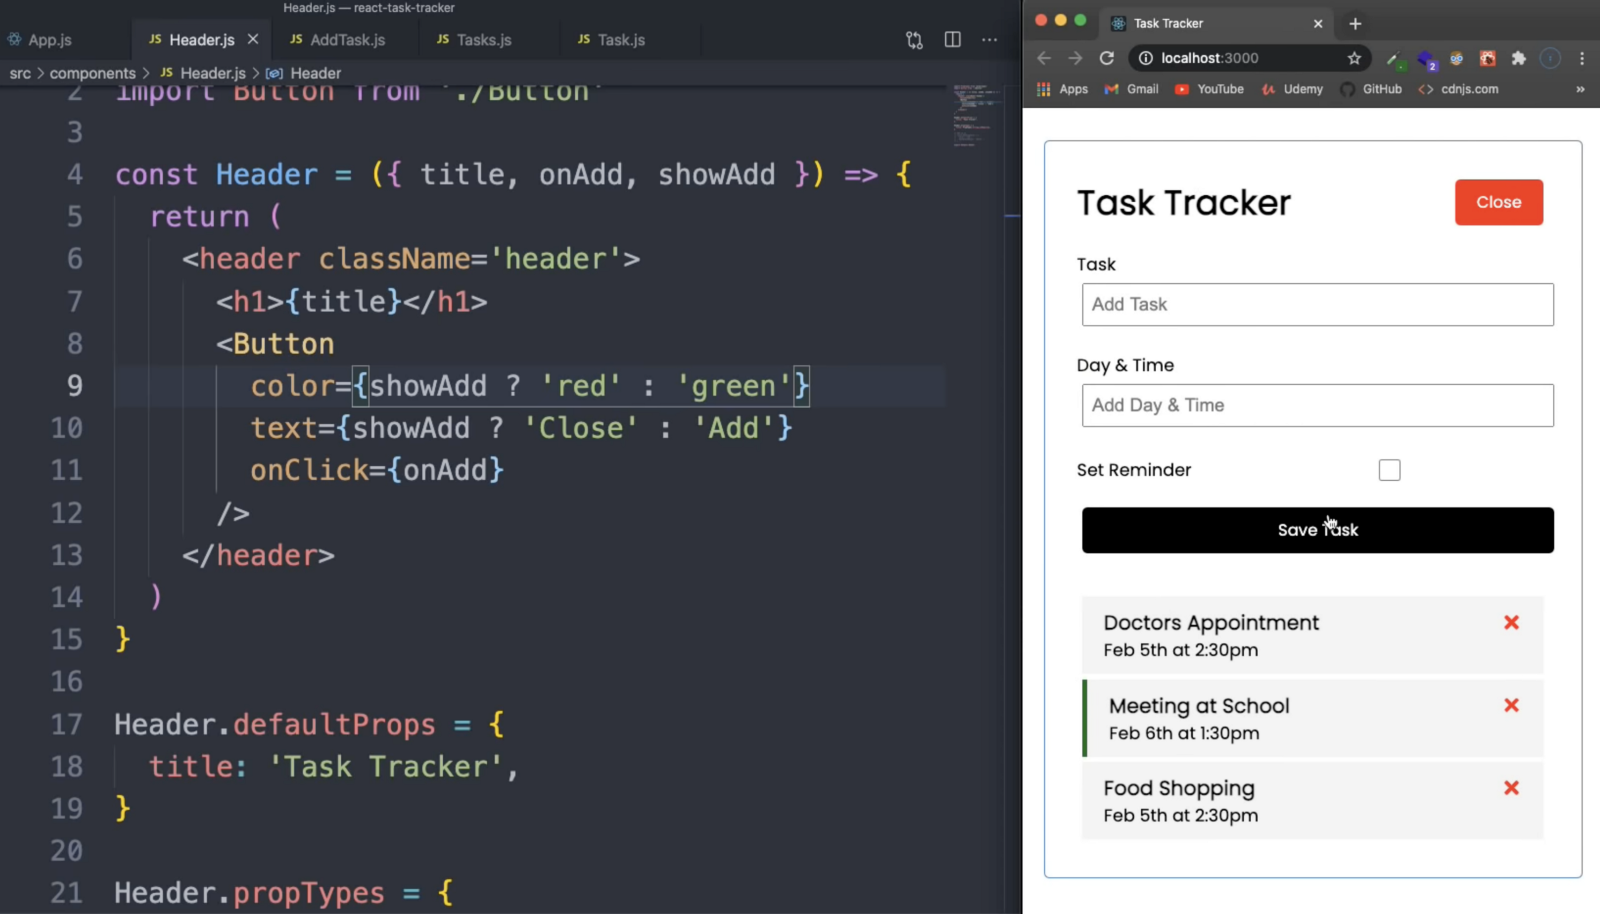 Header.js — react-task-tracker
App.js
JS Header.js
JS AddTask.js
JS Tasks.js
JS Task.js
src > components > JS Header.js > Header
2 import Button from './Button'
3
4 const Header = ({ title, onAdd, showAdd }) => {
5 return (
6 <header className='header'>
7 <h1>{title}</h1>
8 <Button
9 color={showAdd ? 'red' : 'green'}
10 text={showAdd ? 'Close' : 'Add'}
11 onClick={onAdd}
12 />
13 </header>
14 )
15 }
16
17 Header.defaultProps = {
18 title: 'Task Tracker',
19 }
20
21 Header.propTypes = {
Task Tracker
localhost:3000
2
Apps
Gmail
YouTube
Udemy
GitHub
cdnjs.com
»
Task Tracker
Close
Task
Add Task
Day & Time
Add Day & Time
Set Reminder
Save Task
Doctors Appointment
Feb 5th at 2:30pm
Meeting at School
Feb 6th at 1:30pm
Food Shopping
Feb 5th at 2:30pm